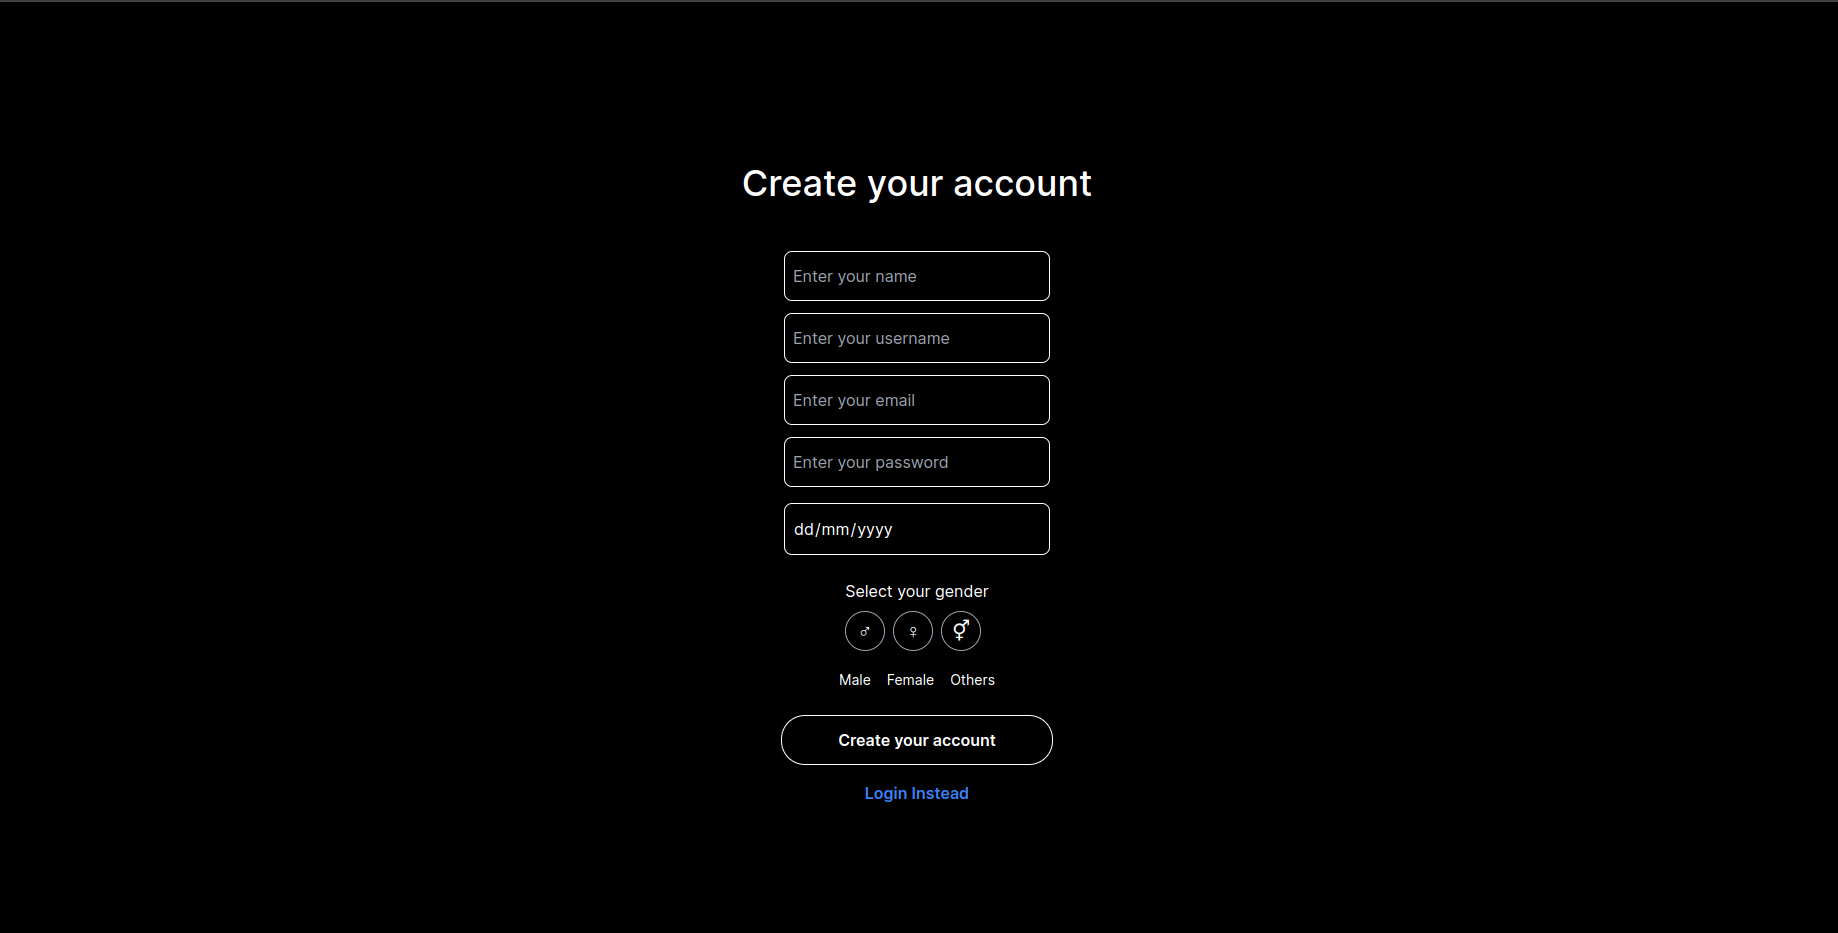 Create your account
Enter your name
Enter your username
Enter your email
Enter your password
dd/mm/yyyy
Select your gender
♂ ♀ ⚥
Male Female Others
Create your account
Login Instead